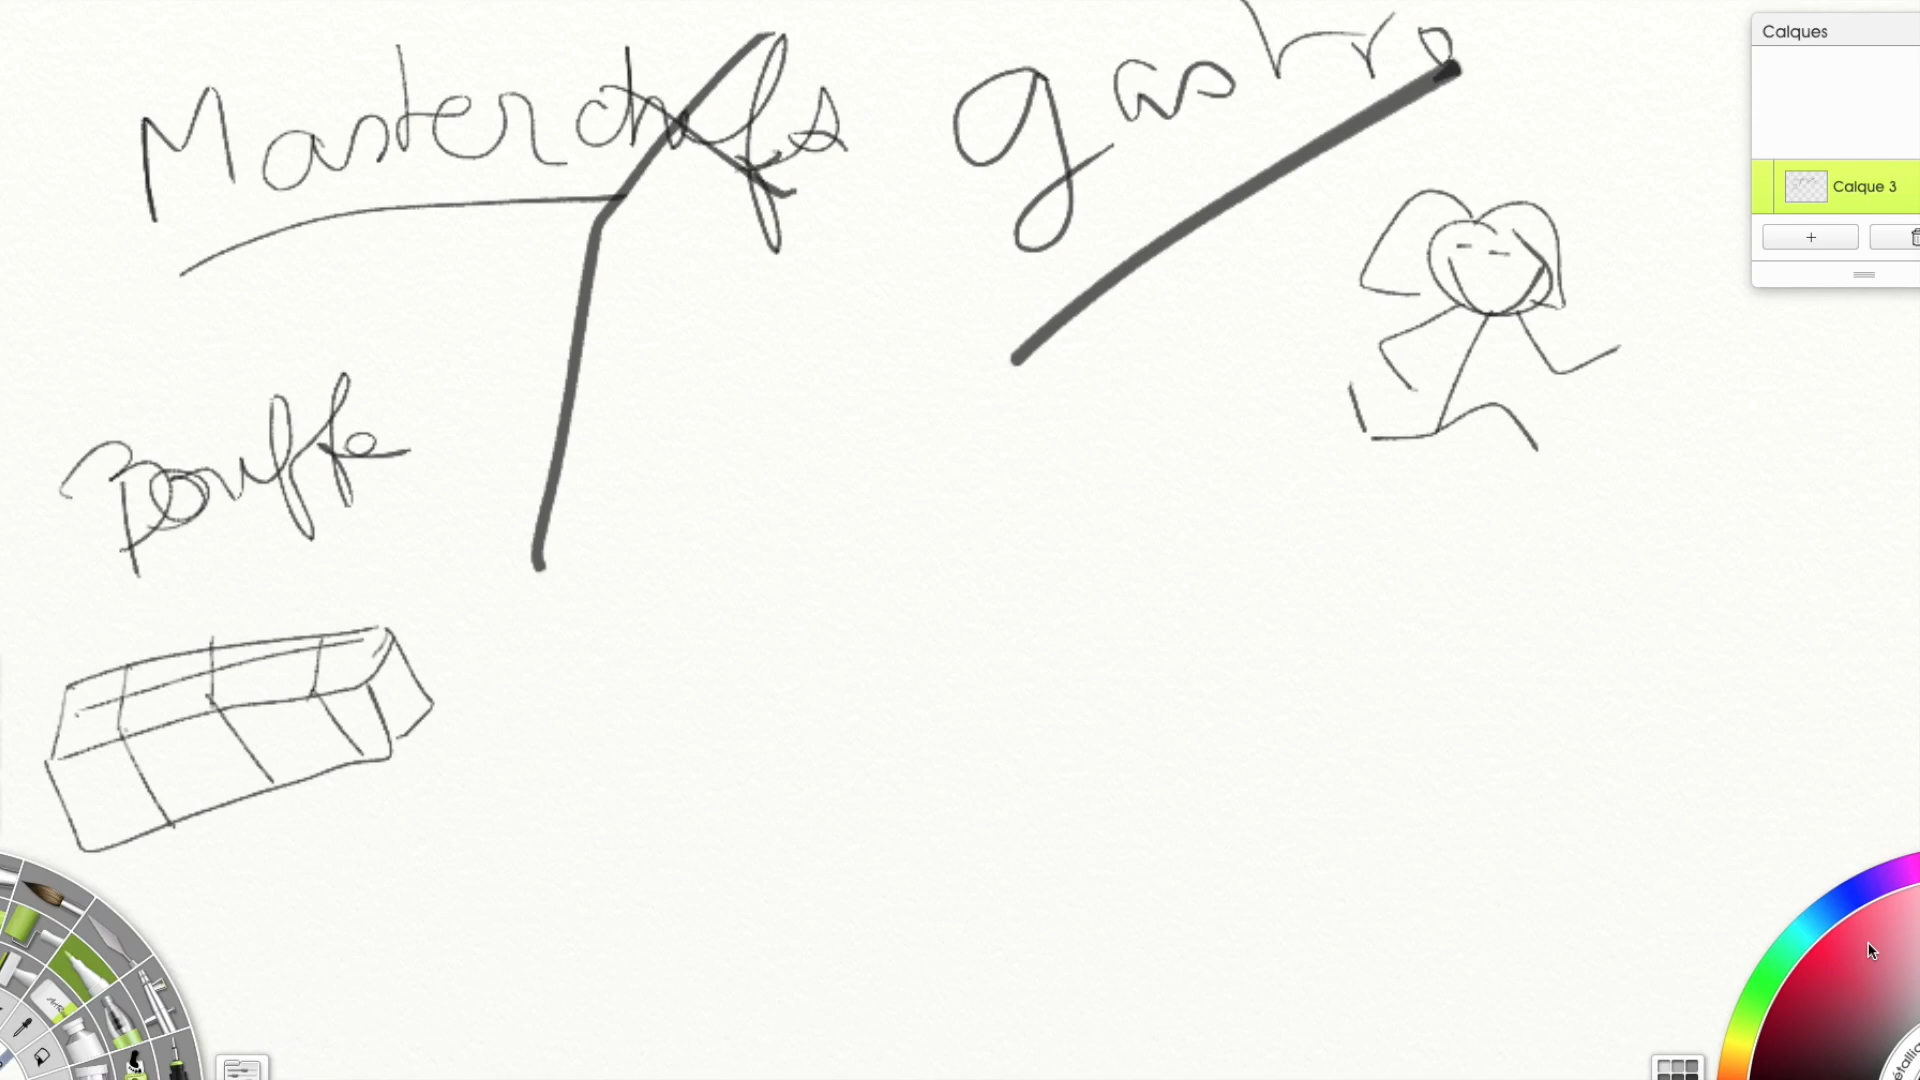 Masterchefs
gastro
Bouffe
Calques
Calque 3
+